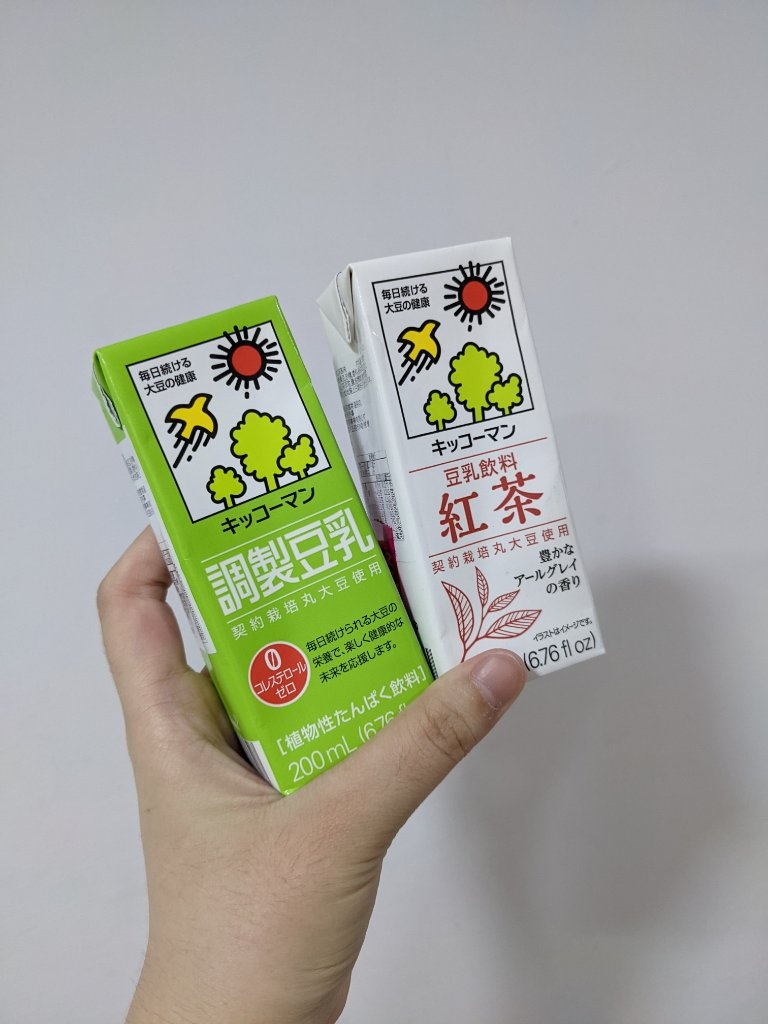 毎日続ける
大豆の健康
キッコーマン
調製豆乳
契約栽培丸大豆使用
0
コレステロール
ゼロ
毎日続けられる大豆の
栄養で、楽しく健康的な
未来を応援します。
[植物性たんぱく飲料]
200mL (6.76 fl
毎日続ける
大豆の健康
キッコーマン
豆乳飲料
紅茶
契約栽培丸大豆使用
豊かな
アールグレイ
の香り
イラストはイメージです。
(6.76 fl oz)